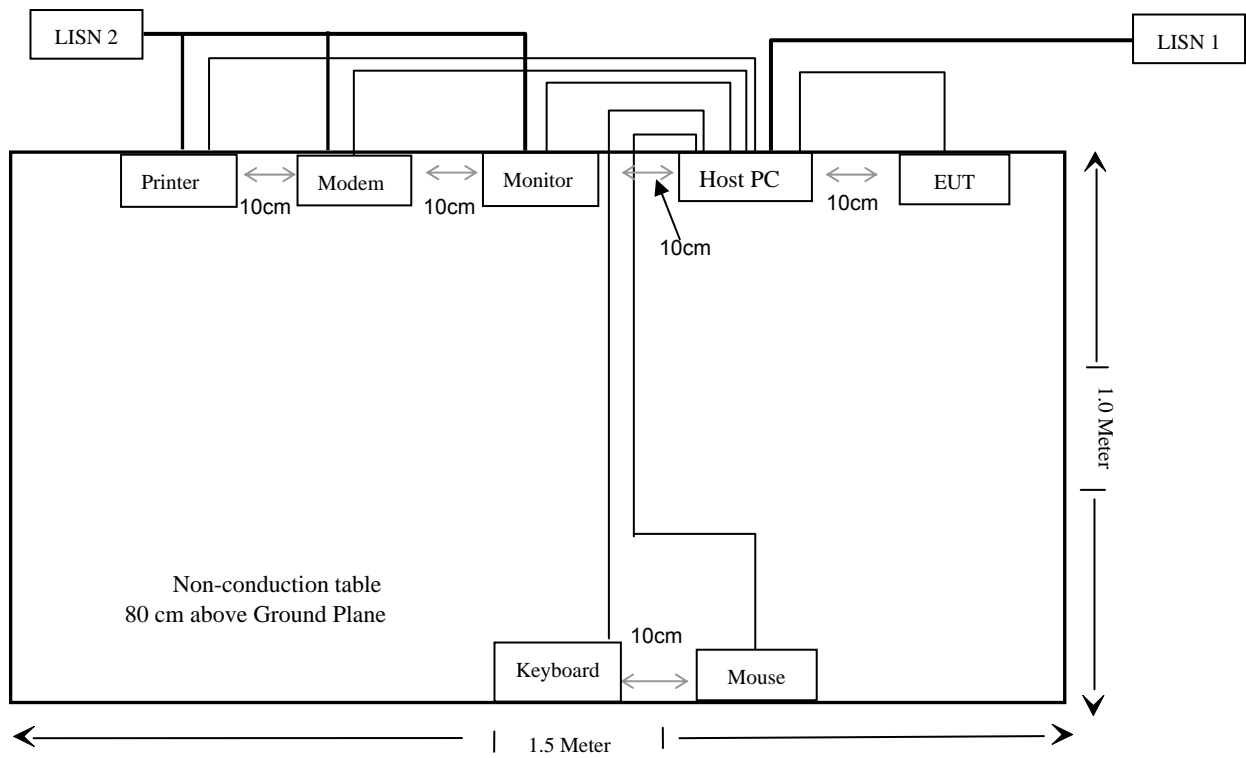 LISN 2
LISN 1
Printer
Modem
Monitor
Host PC
EUT
10cm
10cm
10cm
10cm
1.0 Meter
Non-conduction table
80 cm above Ground Plane
10cm
Keyboard
Mouse
1.5 Meter